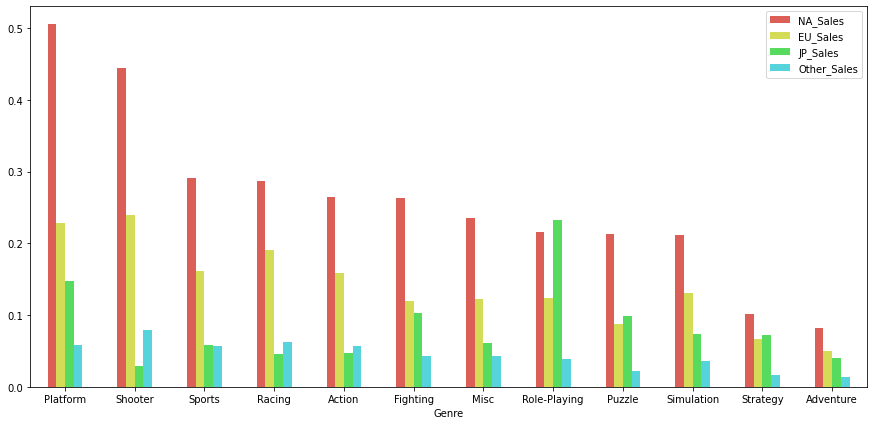 NA_Sales
EU_Sales
JP_Sales
Other_Sales
0.5
0.4
0.3
0.2
0.1
0.0
Platform Shooter Sports Racing Action Fighting Misc Role-Playing Puzzle Simulation Strategy Adventure
Genre